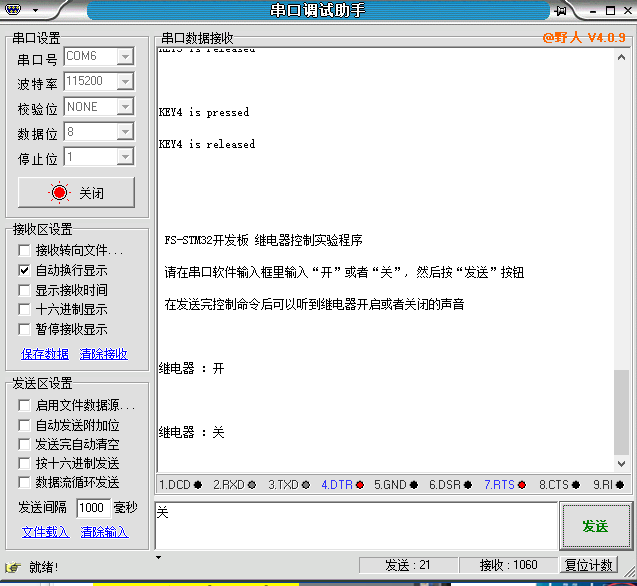 串口调试助手
串口设置
串口号 COM6
波特率 115200
校验位 NONE
数据位 8
停止位 1
关闭
接收区设置
接收转向文件...
自动换行显示
显示接收时间
十六进制显示
暂停接收显示
保存数据 清除接收
发送区设置
启用文件数据源...
自动发送附加位
发送完自动清空
按十六进制发送
数据流循环发送
发送间隔 1000 毫秒
文件载入 清除输入
串口数据接收 @野人 V4.0.9
KEY3 is released
KEY4 is pressed
KEY4 is released
FS-STM32开发板 继电器控制实验程序
请在串口软件输入框里输入“开”或者“关”，然后按“发送”按钮
在发送完控制命令后可以听到继电器开启或者关闭的声音
继电器 : 开
继电器 : 关
1.DCD 2.RXD 3.TXD 4.DTR 5.GND 6.DSR 7.RTS 8.CTS 9.RI
关
发送
就绪! 发送 : 21 接收 : 1060 复位计数